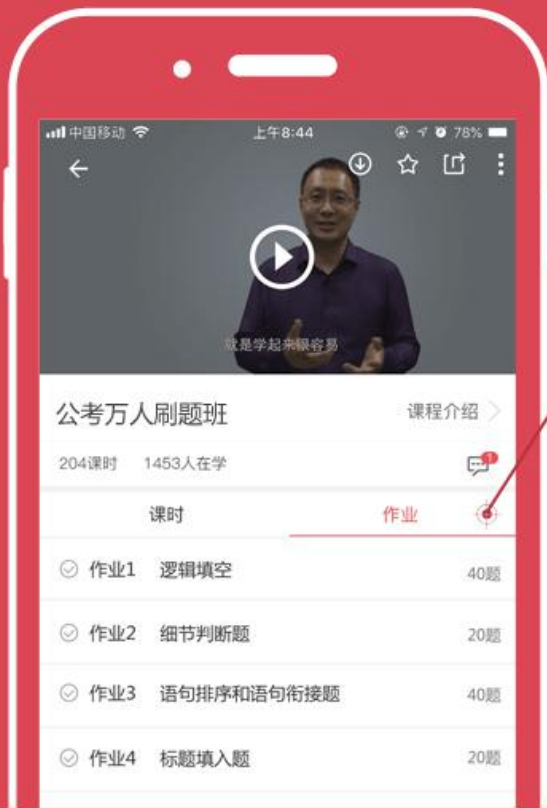 中国移动 上午8:44 78%
就是学起来很容易
公考万人刷题班 课程介绍
204课时 1453人在学 1
课时 作业
作业1 逻辑填空 40题
作业2 细节判断题 20题
作业3 语句排序和语句衔接题 40题
作业4 标题填入题 20题